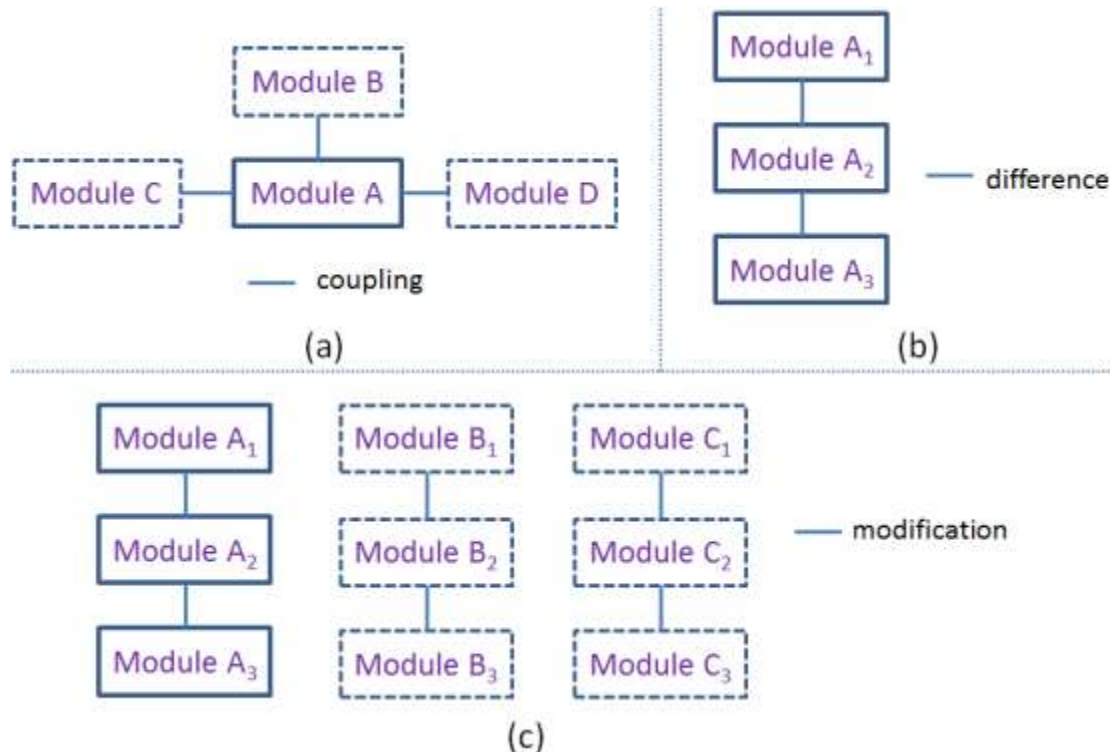 Module B
Module C
Module A
Module D
coupling
(a)
Module A₁
Module A₂
Module A₃
difference
(b)
Module A₁
Module B₁
Module C₁
Module A₂
Module B₂
Module C₂
modification
Module A₃
Module B₃
Module C₃
(c)